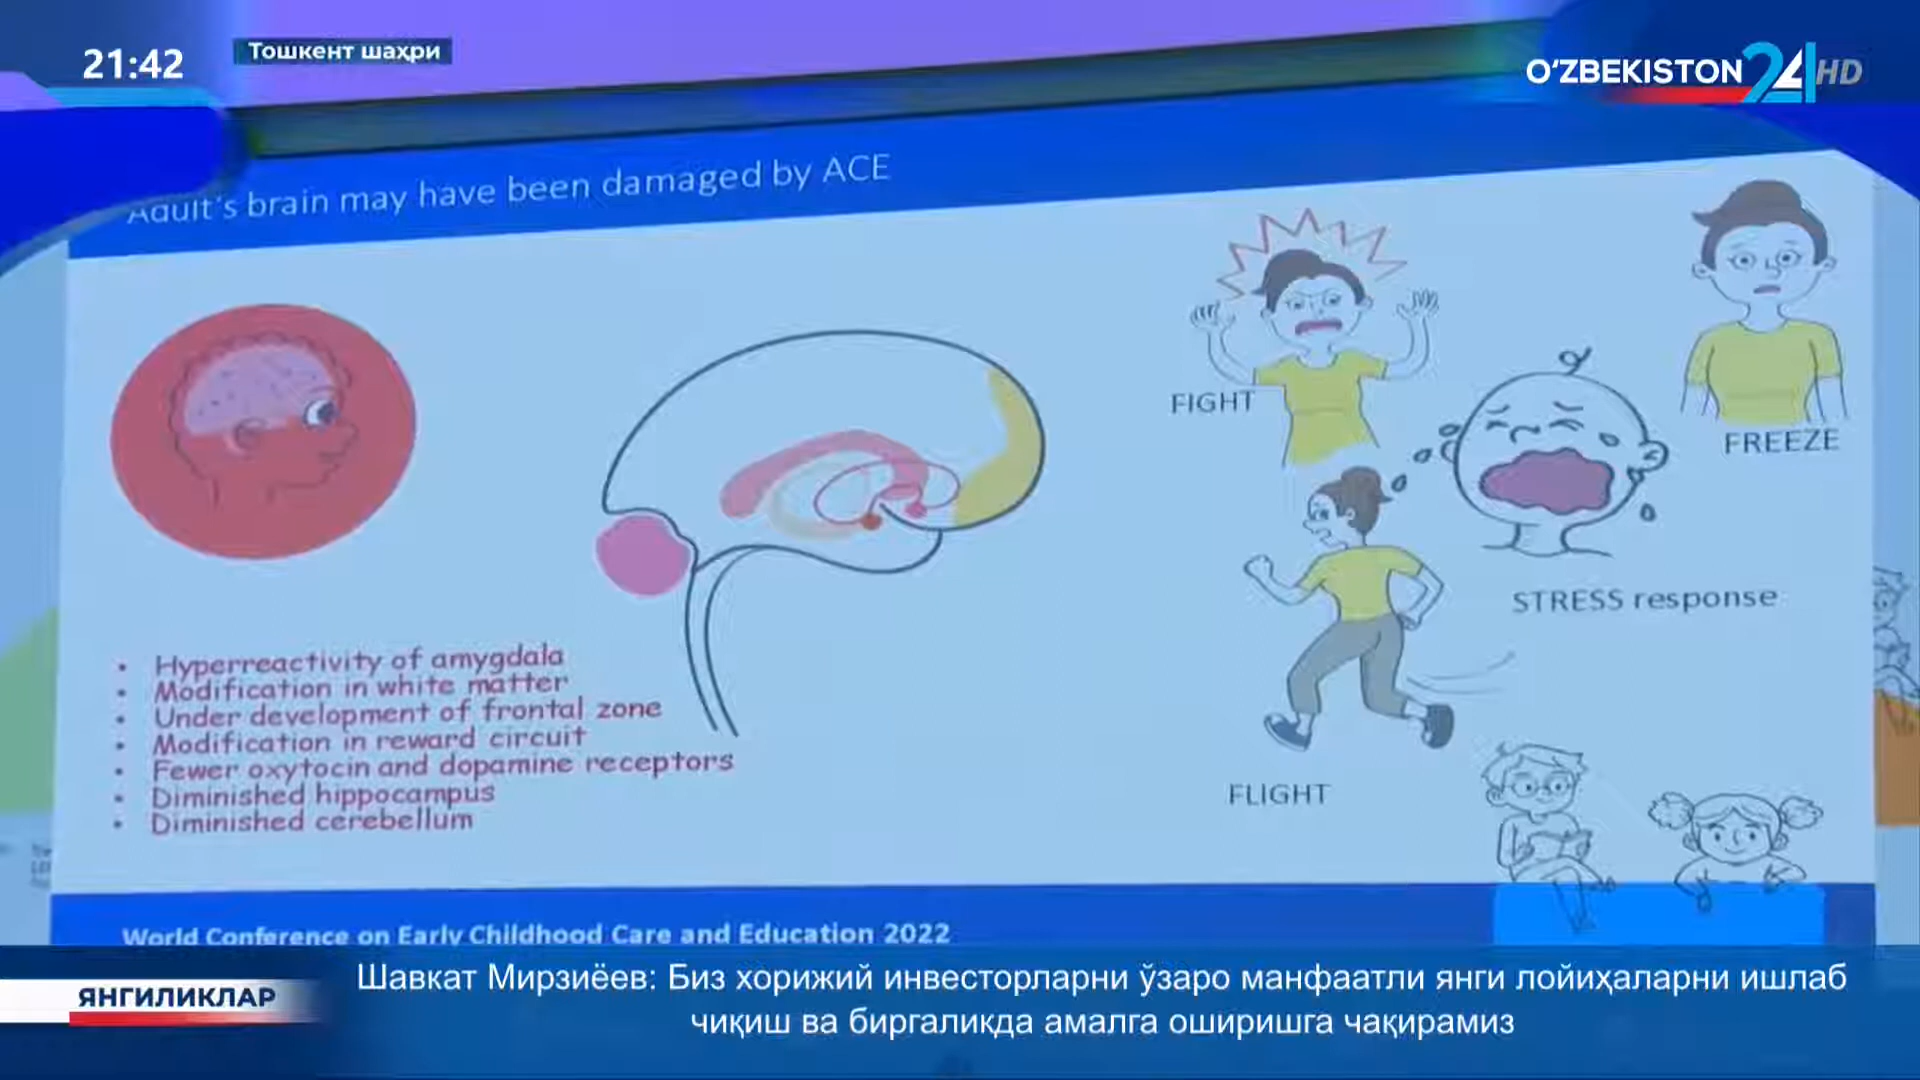 21:42
Тошкент шаҳри
O‘ZBEKISTON 24 HD
Adult's brain may have been damaged by ACE
FIGHT
FREEZE
STRESS response
FLIGHT
• Hyperreactivity of amygdala
• Modification in white matter
• Under development of frontal zone
• Modification in reward circuit
• Fewer oxytocin and dopamine receptors
• Diminished hippocampus
• Diminished cerebellum
World Conference on Early Childhood Care and Education 2022
ЯНГИЛИКЛАР
Шавкат Мирзиёев: Биз хорижий инвесторларни ўзаро манфаатли янги лойиҳаларни ишлаб
чиқиш ва биргаликда амалга оширишга чақирамиз